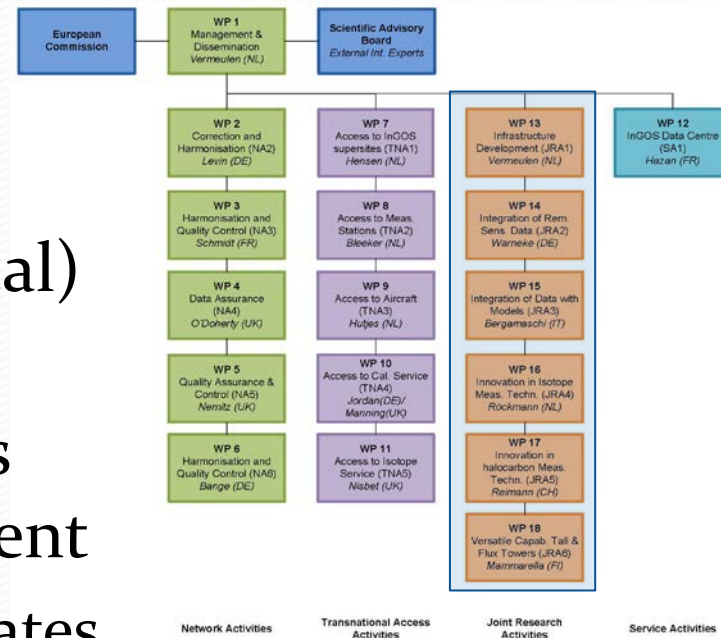 European
Commission
WP 1
Management &
Dissemination
Vermeulen (NL)
Scientific Advisory
Board
External Int. Experts
WP 2
Correction and
Harmonisation (NA2)
Levin (DE)
WP 3
Harmonisation and
Quality Control (NA3)
Schmidt (FR)
WP 4
Data Assurance
(NA4)
O'Doherty (UK)
WP 5
Quality Assurance &
Control (NA5)
Nemitz (UK)
WP 6
Harmonisation and
Quality Control (NA6)
Bange (DE)
WP 7
Access to InGOS
supersites (TNA1)
Hensen (NL)
WP 8
Access to Meas.
Stations (TNA2)
Bleeker (NL)
WP 9
Access to Aircraft
(TNA3)
Hutjes (NL)
WP 10
Access to Cal. Service
(TNA4)
Jordan(DE)/
Manning(UK)
WP 11
Access to Isotope
Service (TNA5)
Nisbet (UK)
WP 13
Infrastructure
Development (JRA1)
Vermeulen (NL)
WP 14
Integration of Rem.
Sens. Data (JRA2)
Warneke (DE)
WP 15
Integration of Data with
Models (JRA3)
Bergamaschi (IT)
WP 16
Innovation in Isotope
Meas. Techn. (JRA4)
Röckmann (NL)
WP 17
Innovation in
halocarbon Meas.
Techn. (JRA5)
Reimann (CH)
WP 18
Versatile Capab. Tall &
Flux Towers (JRA6)
Mammarella (FI)
WP 12
InGOS Data Centre
(SA1)
Hazan (FR)
Network Activities
Transnational Access
Activities
Joint Research
Activities
Service Activities
al)
s
ent
ates